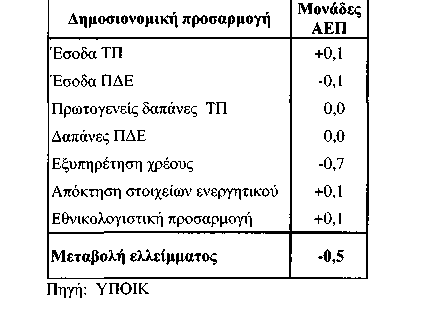 Δημοσιονομική προσαρμογή Μονάδες ΑΕΠ
Έσοδα ΤΠ +0,1
Έσοδα ΠΔΕ -0,1
Πρωτογενείς δαπάνες ΤΠ 0,0
Δαπάνες ΠΔΕ 0,0
Εξυπηρέτηση χρέους -0,7
Απόκτηση στοιχείων ενεργητικού +0,1
Εθνικολογιστική προσαρμογή +0,1
Μεταβολή ελλείμματος -0,5
Πηγή: ΥΠΟΙΚ